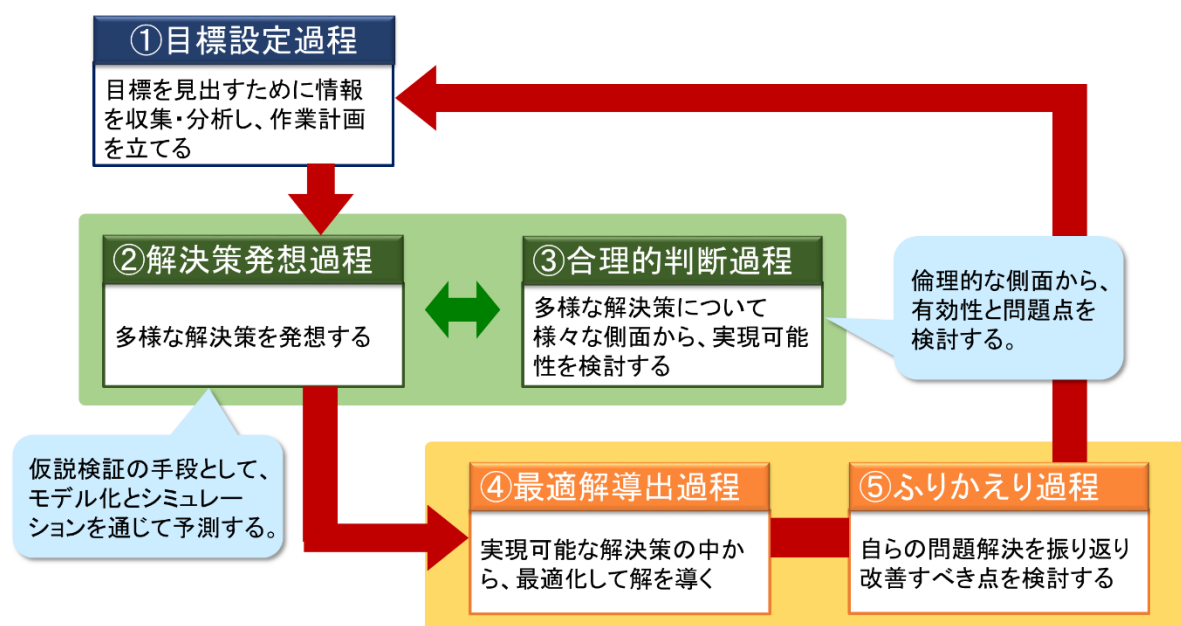 ①目標設定過程
目標を見出すために情報
を収集・分析し、作業計画
を立てる
②解決策発想過程
多様な解決策を発想する
③合理的判断過程
多様な解決策について
様々な側面から、実現可能
性を検討する
倫理的な側面から、
有効性と問題点を
検討する。
仮説検証の手段として、
モデル化とシミュレー
ションを通じて予測する。
④最適解導出過程
実現可能な解決策の中か
ら、最適化して解を導く
⑤ふりかえり過程
自らの問題解決を振り返り
改善すべき点を検討する